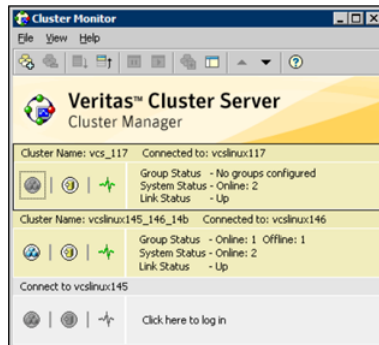 Cluster Monitor
File View Help
Veritas™ Cluster Server
Cluster Manager
Cluster Name: vcs_117 Connected to: vcslinux117
Group Status - No groups configured
System Status - Online: 2
Link Status - Up
Cluster Name: vcslinux145_146_14b Connected to: vcslinux146
Group Status - Online: 1 Offline: 1
System Status - Online: 2
Link Status - Up
Connect to vcslinux145
Click here to log in